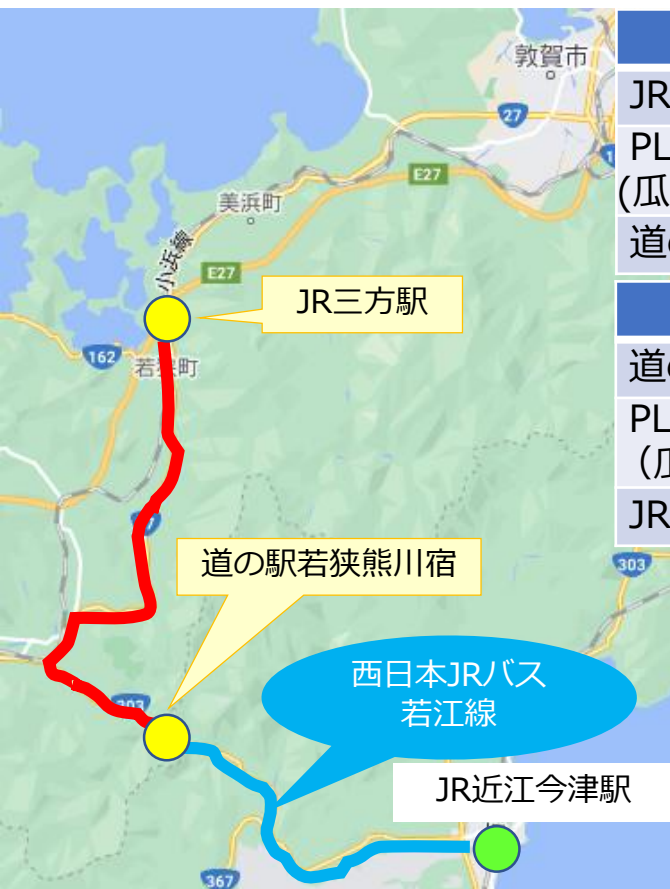 敦賀市
27
E27
美浜町
小浜線
E27
JR三方駅
162
若狭町
道の駅若狭熊川宿
303
西日本JRバス
若江線
JR近江今津駅
367
JR
PL
(瓜
道の
道の
PL
（瓜
JR
303